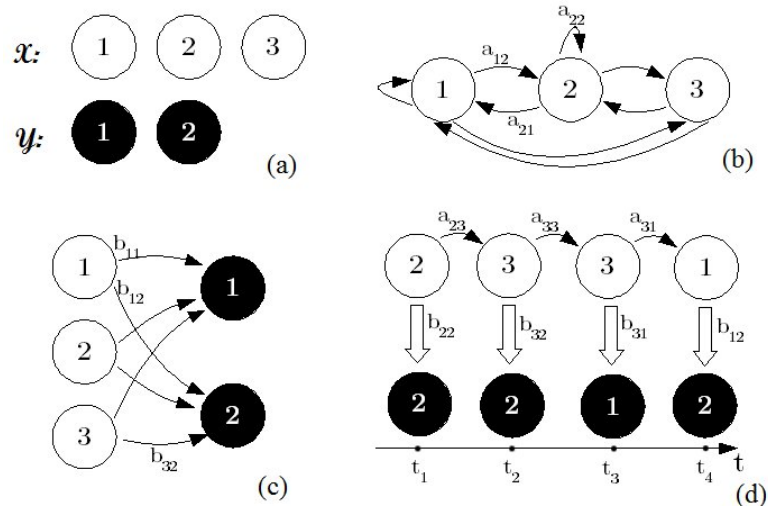 x: 1 2 3
y: 1 2
(a)
a22
a12
1 2 3
a21
(b)
b11
1
1
b12
2
2
3
b32
(c)
a23 a33 a31
2 3 3 1
b22 b32 b31 b12
2 2 1 2
t1 t2 t3 t4 t
(d)